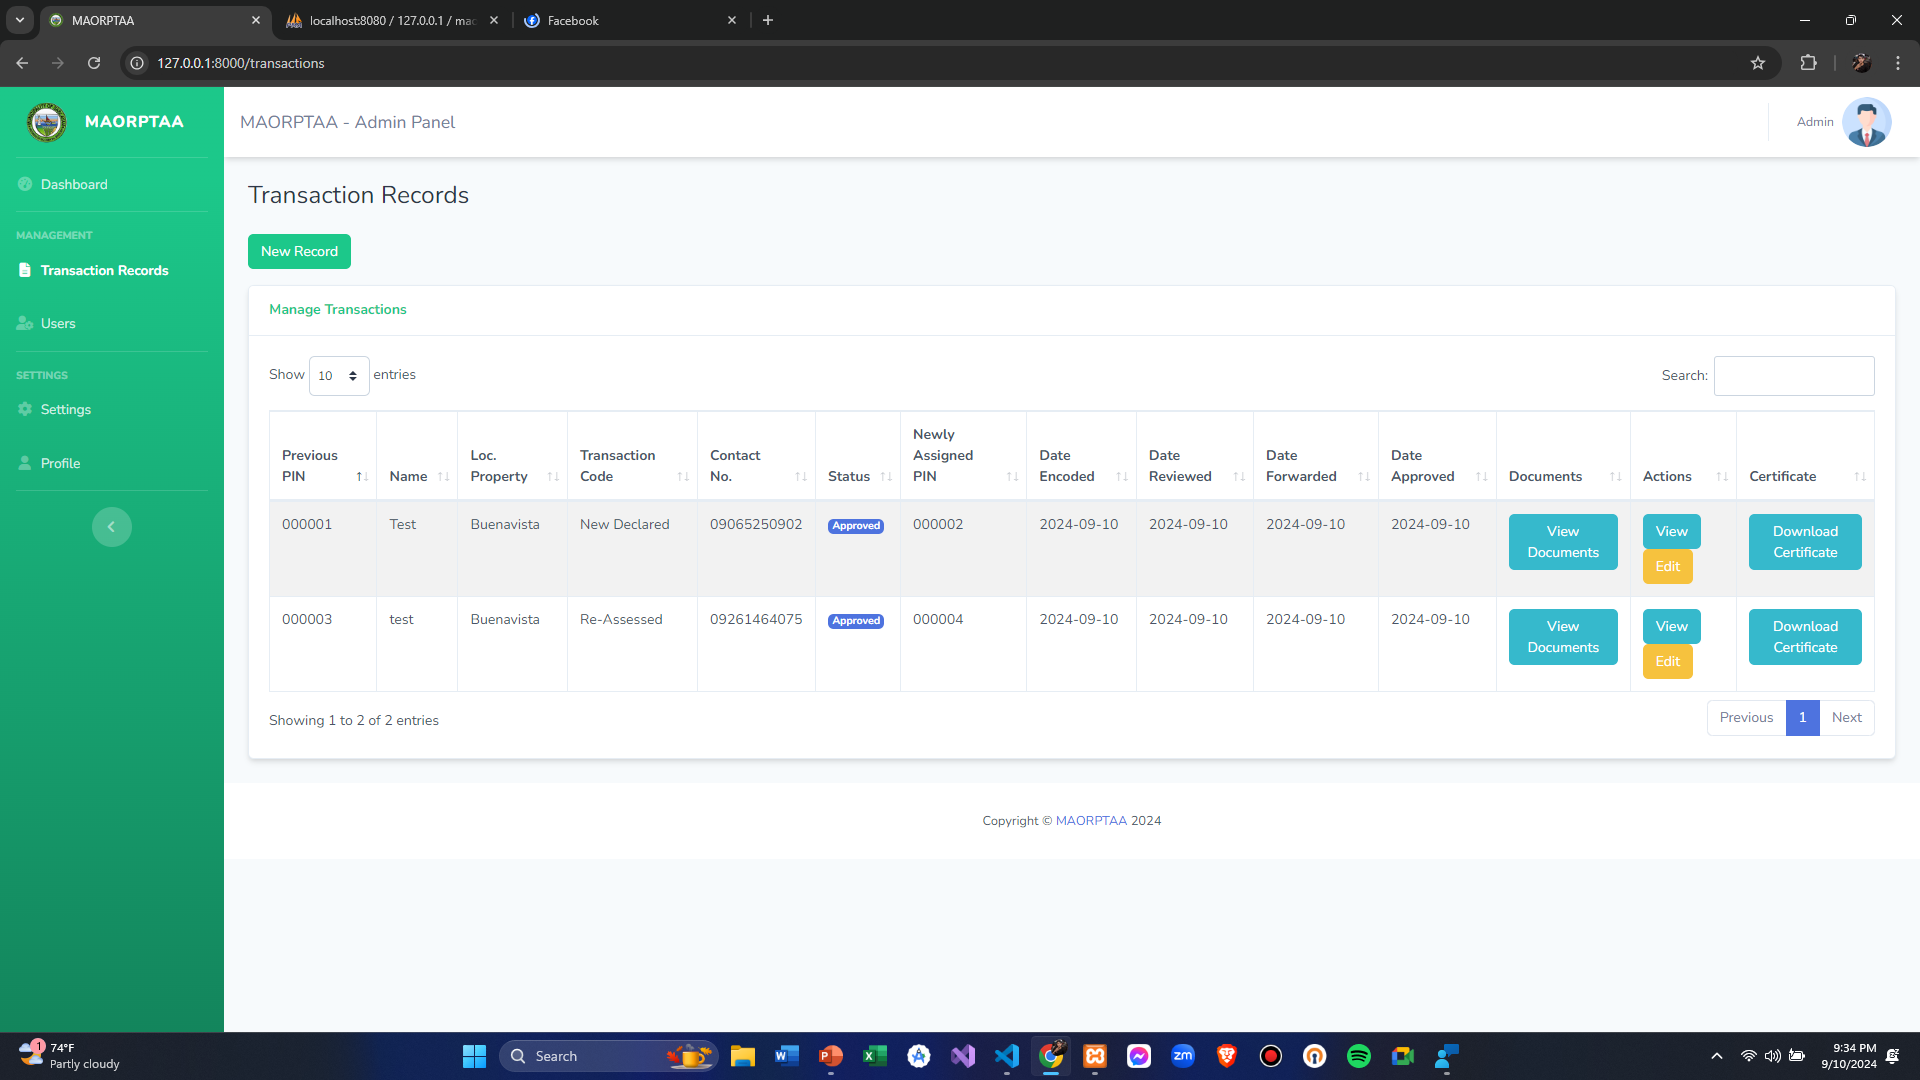 MAORPTAA
localhost:8080 / 127.0.0.1 / mao
Facebook
127.0.0.1:8000/transactions
MAORPTAA
MAORPTAA - Admin Panel
Admin
Dashboard
MANAGEMENT
Transaction Records
Users
SETTINGS
Settings
Profile
Transaction Records
New Record
Manage Transactions
Show 10 entries
Search:
Previous PIN
Name
Loc. Property
Transaction Code
Contact No.
Status
Newly Assigned PIN
Date Encoded
Date Reviewed
Date Forwarded
Date Approved
Documents
Actions
Certificate
000001 Test Buenavista New Declared 09065250902 Approved 000002 2024-09-10 2024-09-10 2024-09-10 2024-09-10
View Documents
View
Edit
Download Certificate
000003 test Buenavista Re-Assessed 09261464075 Approved 000004 2024-09-10 2024-09-10 2024-09-10 2024-09-10
View Documents
View
Edit
Download Certificate
Showing 1 to 2 of 2 entries
Previous 1 Next
Copyright © MAORPTAA 2024
1
74°F
Partly cloudy
Search
zm
9:34 PM
9/10/2024